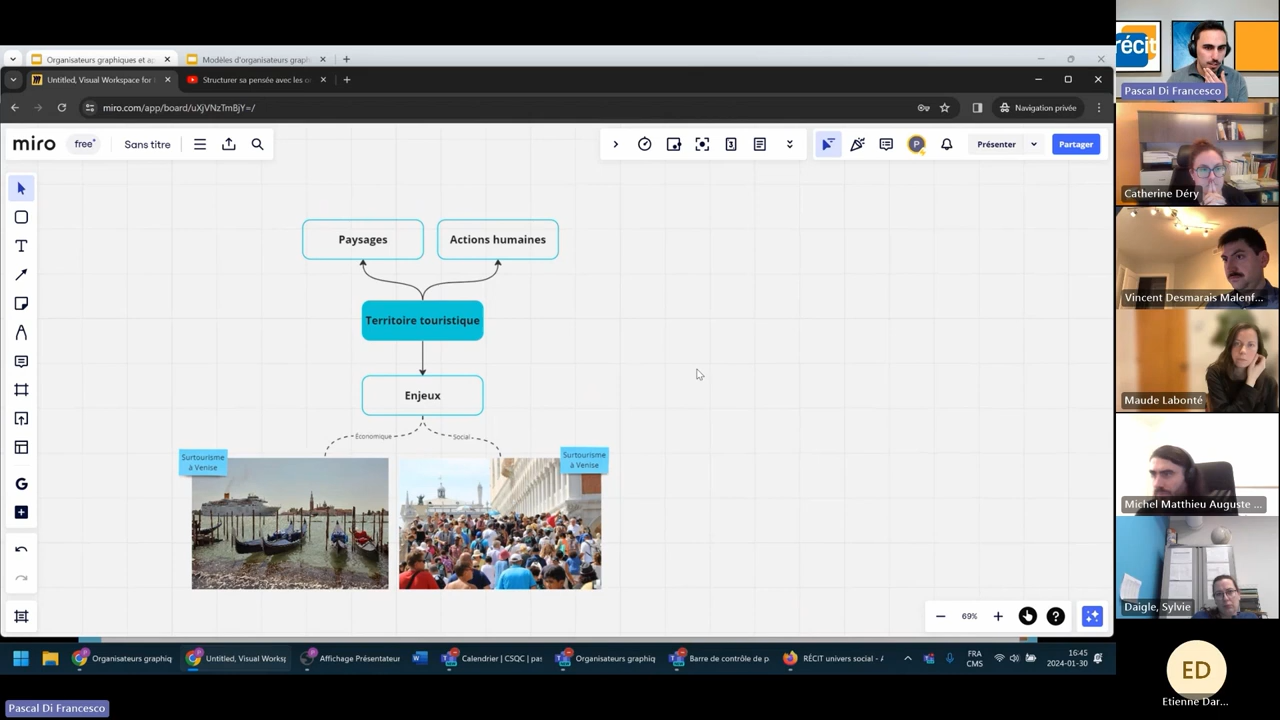 Organisateurs graphiques et a
Modèles d'organisateurs graph
Untitled, Visual Workspace for
Structurer sa pensée avec les o
miro.com/app/board/uXjVNzTmBjY=/
Navigation privée
miro
free
Sans titre
P
Présenter
Partager
Paysages
Actions humaines
Territoire touristique
Enjeux
Économique
Social
Surtourisme
à Venise
Surtourisme
à Venise
69%
Organisateurs graphiq
Untitled, Visual Worksp
Affichage Présentateur
Calendrier | CSQC | pas
Organisateurs graphiq
Barre de contrôle de p
RÉCIT univers social - A
FRA
CMS
16:45
2024-01-30
Pascal Di Francesco
récit
Pascal Di Francesco
Catherine Déry
Vincent Desmarais Malenf...
Maude Labonté
Michel Matthieu Auguste ...
Daigle, Sylvie
ED
Etienne Dar...